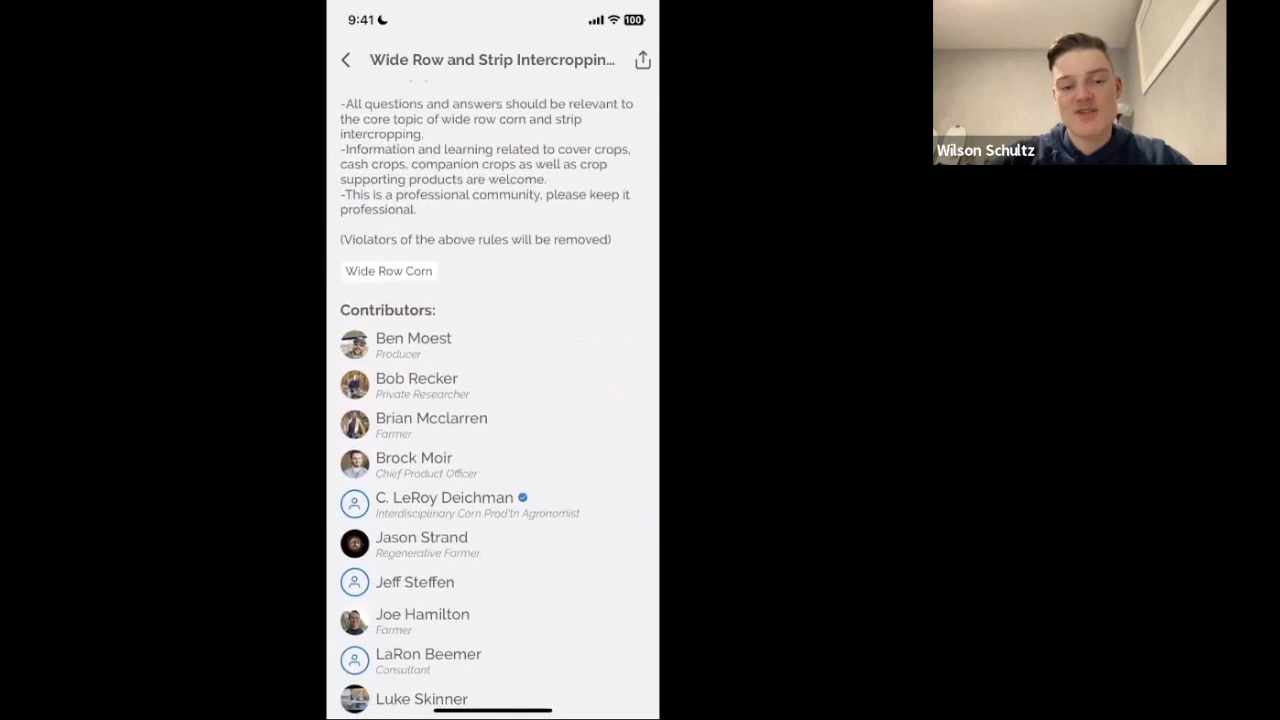 9:41
100
Wide Row and Strip Intercroppin...
-All questions and answers should be relevant to
the core topic of wide row corn and strip
intercropping.
-Information and learning related to cover crops,
cash crops, companion crops as well as crop
supporting products are welcome.
-This is a professional community, please keep it
professional.
(Violators of the above rules will be removed)
Wide Row Corn
Contributors:
Ben Moest
Producer
Bob Recker
Private Researcher
Brian Mcclarren
Farmer
Brock Moir
Chief Product Officer
C. LeRoy Deichman
Interdisciplinary Corn Prod'tn Agronomist
Jason Strand
Regenerative Farmer
Jeff Steffen
Joe Hamilton
Farmer
LaRon Beemer
Consultant
Luke Skinner
Wilson Schultz